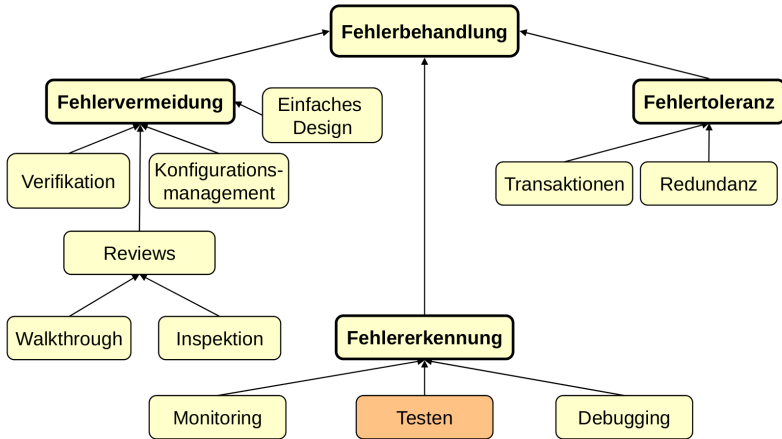 Fehlerbehandlung
Fehlervermeidung
Einfaches
Design
Fehlertoleranz
Verifikation
Konfigurations-
management
Transaktionen
Redundanz
Reviews
Walkthrough
Inspektion
Fehlererkennung
Monitoring
Testen
Debugging